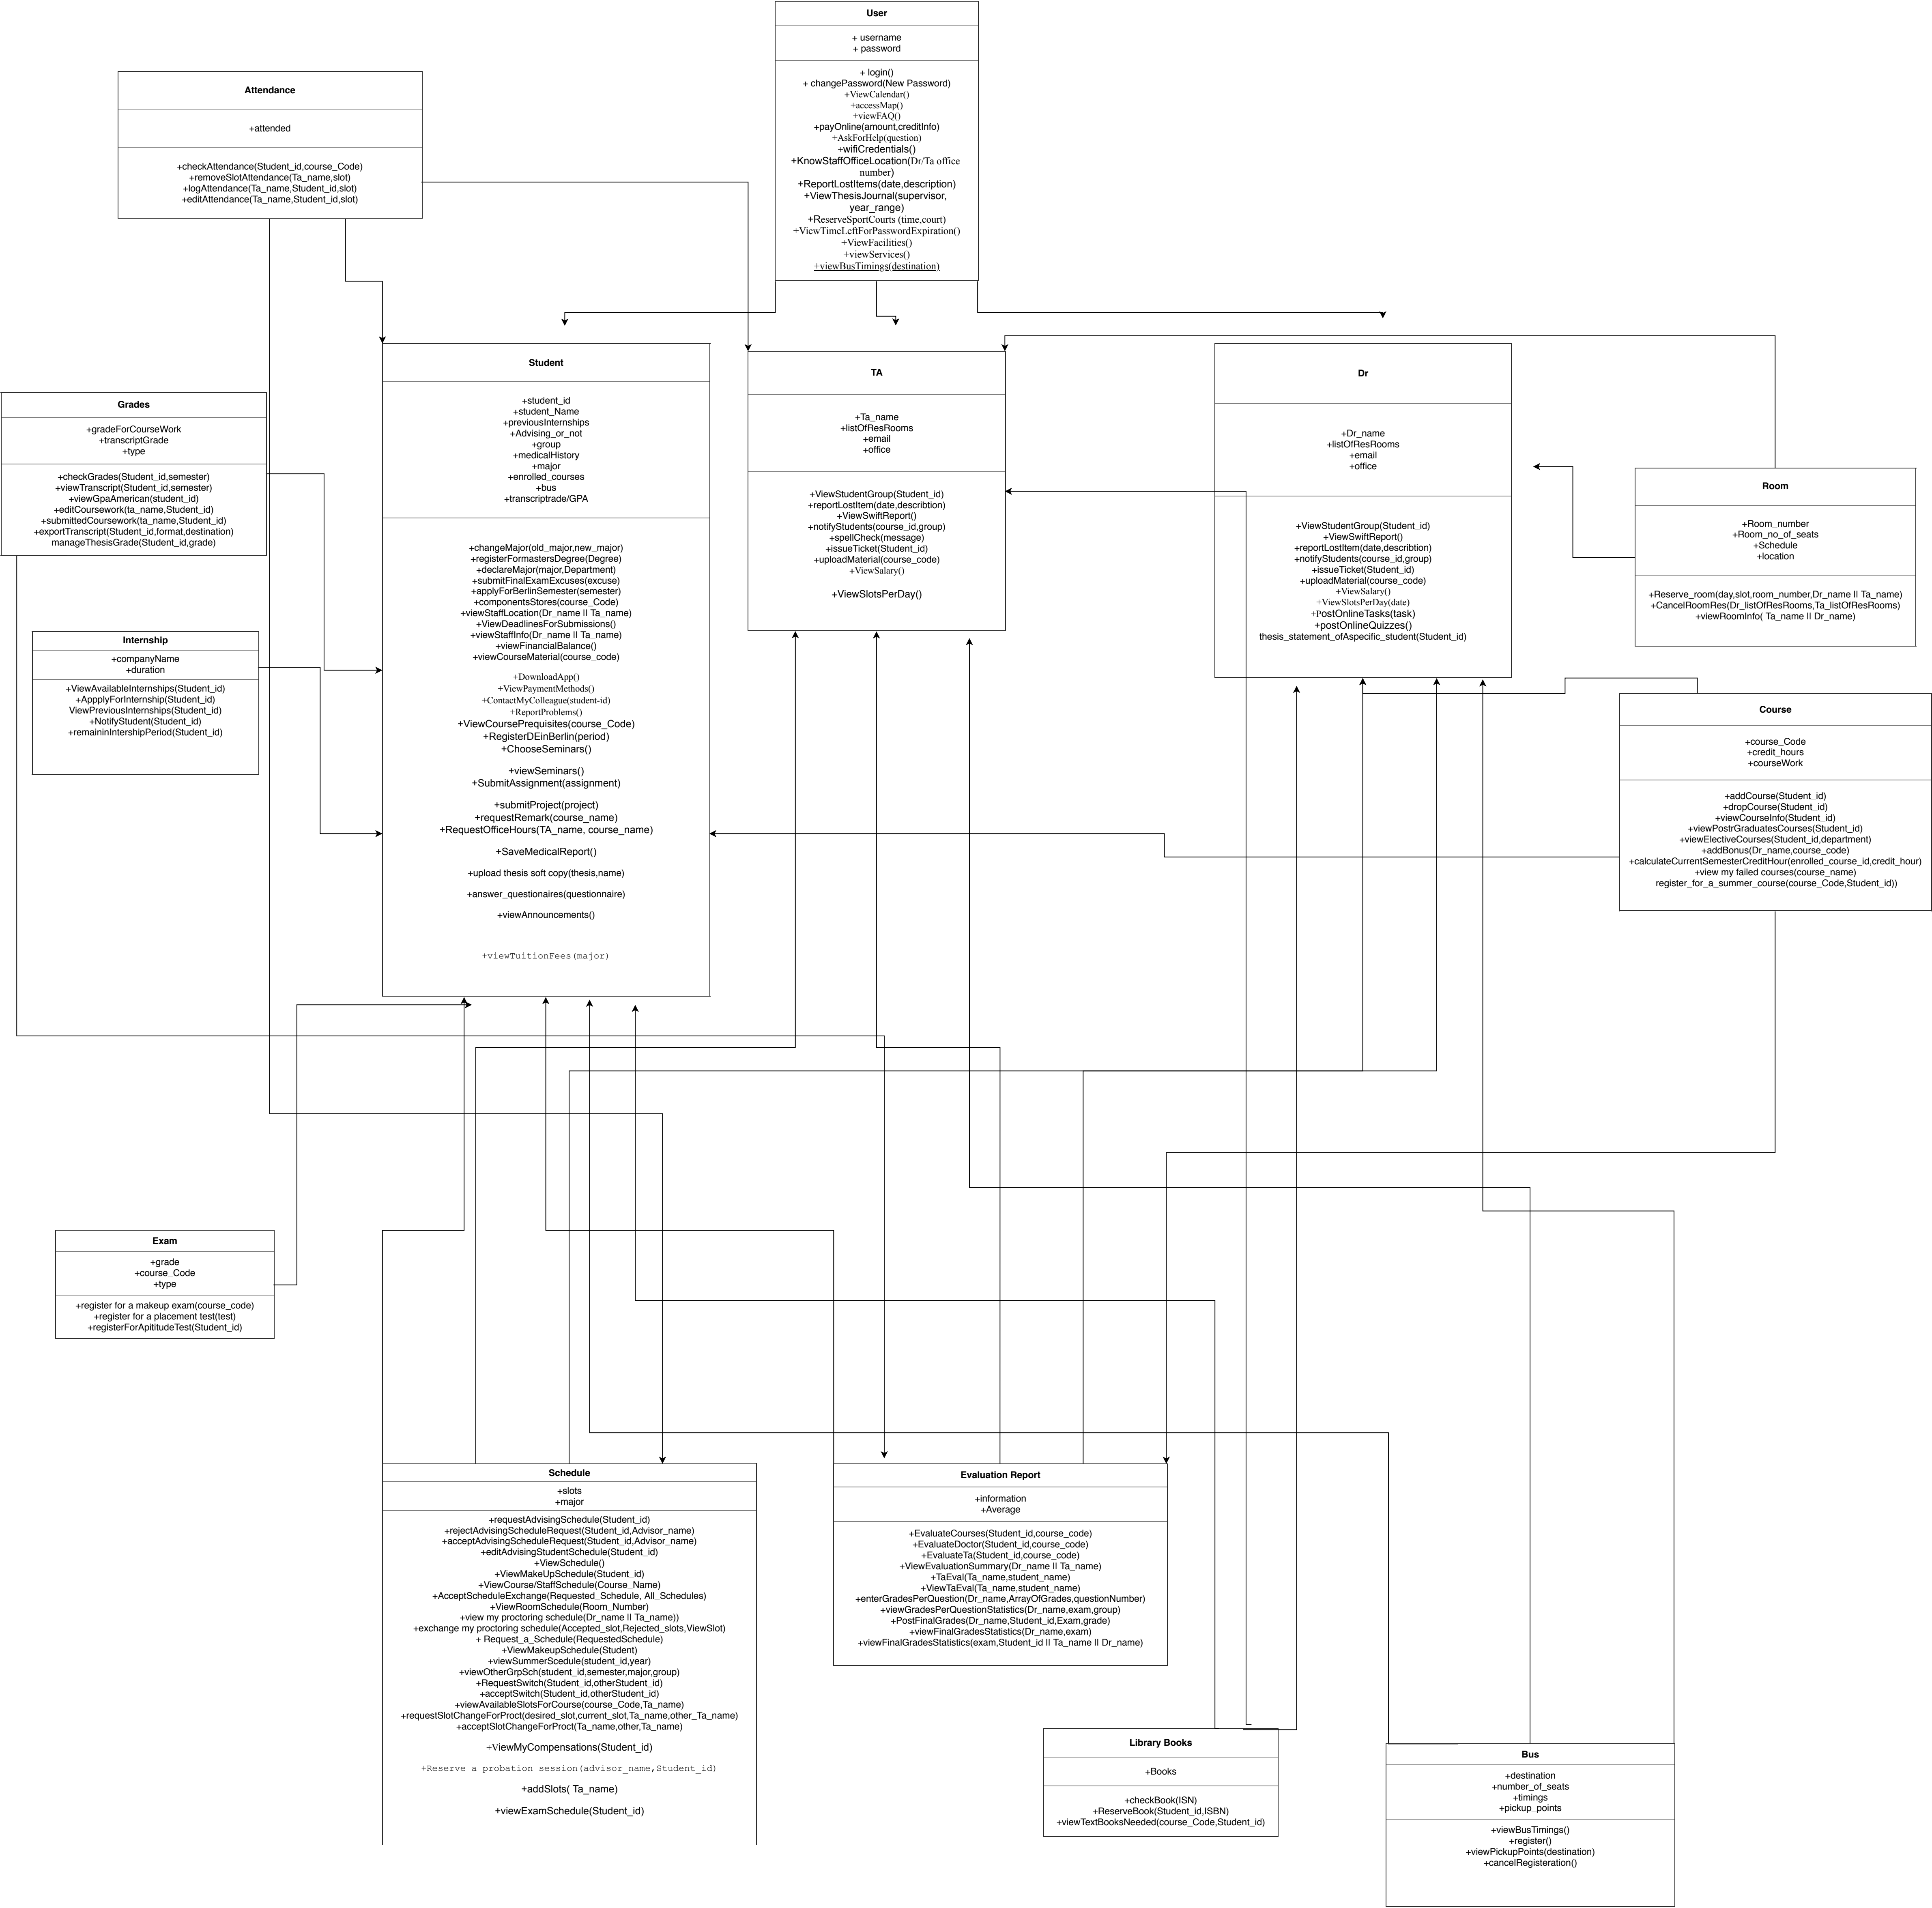 User
+ username
+ password
+ login()
+ changePassword(New Password)
+ViewCalendar()
+accessMap()
+viewFAQ()
+payOnline(amount,creditInfo)
+AskForHelp(question)
+wifiCredentials()
+KnowStaffOfficeLocation(Dr/Ta office
number)
+ReportLostItems(date,description)
+ViewThesisJournal(supervisor,
year_range)
+ReserveSportCourts (time,court)
+ViewTimeLeftForPasswordExpiration()
+ViewFacilities()
+viewServices()
+viewBusTimings(destination)
Attendance
+attended
+checkAttendance(Student_id,course_Code)
+removeSlotAttendance(Ta_name,slot)
+logAttendance(Ta_name,Student_id,slot)
+editAttendance(Ta_name,Student_id,slot)
Grades
+gradeForCourseWork
+transcriptGrade
+type
+checkGrades(Student_id,semester)
+viewTranscript(Student_id,semester)
+viewGpaAmerican(student_id)
+editCoursework(ta_name,Student_id)
+submittedCoursework(ta_name,Student_id)
+exportTranscript(Student_id,format,destination)
manageThesisGrade(Student_id,grade)
Internship
+companyName
+duration
+ViewAvailableInternships(Student_id)
+AppplyForInternship(Student_id)
ViewPreviousInternships(Student_id)
+NotifyStudent(Student_id)
+remaininIntershipPeriod(Student_id)
Student
+student_id
+student_Name
+previousInternships
+Advising_or_not
+group
+medicalHistory
+major
+enrolled_courses
+bus
+transcriptrade/GPA
+changeMajor(old_major,new_major)
+registerFormastersDegree(Degree)
+declareMajor(major,Department)
+submitFinalExamExcuses(excuse)
+applyForBerlinSemester(semester)
+componentsStores(course_Code)
+viewStaffLocation(Dr_name || Ta_name)
+ViewDeadlinesForSubmissions()
+viewStaffInfo(Dr_name || Ta_name)
+viewFinancialBalance()
+viewCourseMaterial(course_code)
+DownloadApp()
+ViewPaymentMethods()
+ContactMyColleague(student-id)
+ReportProblems()
+ViewCoursePrequisites(course_Code)
+RegisterDEinBerlin(period)
+ChooseSeminars()
+viewSeminars()
+SubmitAssignment(assignment)
+submitProject(project)
+requestRemark(course_name)
+RequestOfficeHours(TA_name, course_name)
+SaveMedicalReport()
+upload thesis soft copy(thesis,name)
+answer_questionaires(questionnaire)
+viewAnnouncements()
+viewTuitionFees(major)
TA
+Ta_name
+listOfResRooms
+email
+office
+ViewStudentGroup(Student_id)
+reportLostItem(date,describtion)
+ViewSwiftReport()
+notifyStudents(course_id,group)
+spellCheck(message)
+issueTicket(Student_id)
+uploadMaterial(course_code)
+ViewSalary()
+ViewSlotsPerDay()
Dr
+Dr_name
+listOfResRooms
+email
+office
+ViewStudentGroup(Student_id)
+ViewSwiftReport()
+reportLostItem(date,describtion)
+notifyStudents(course_id,group)
+issueTicket(Student_id)
+uploadMaterial(course_code)
+ViewSalary()
+ViewSlotsPerDay(date)
+PostOnlineTasks(task)
+postOnlineQuizzes()
thesis_statement_ofAspecific_student(Student_id)
Room
+Room_number
+Room_no_of_seats
+Schedule
+location
+Reserve_room(day,slot,room_number,Dr_name || Ta_name)
+CancelRoomRes(Dr_listOfResRooms,Ta_listOfResRooms)
+viewRoomInfo( Ta_name || Dr_name)
Course
+course_Code
+credit_hours
+courseWork
+addCourse(Student_id)
+dropCourse(Student_id)
+viewCourseInfo(Student_id)
+viewPostrGraduatesCourses(Student_id)
+viewElectiveCourses(Student_id,department)
+addBonus(Dr_name,course_code)
+calculateCurrentSemesterCreditHour(enrolled_course_id,credit_hour)
+view my failed courses(course_name)
register_for_a_summer_course(course_Code,Student_id))
Exam
+grade
+course_Code
+type
+register for a makeup exam(course_code)
+register for a placement test(test)
+registerForApititudeTest(Student_id)
Schedule
+slots
+major
+requestAdvisingSchedule(Student_id)
+rejectAdvisingScheduleRequest(Student_id,Advisor_name)
+acceptAdvisingScheduleRequest(Student_id,Advisor_name)
+editAdvisingStudentSchedule(Student_id)
+ViewSchedule()
+ViewMakeUpSchedule(Student_id)
+ViewCourse/StaffSchedule(Course_Name)
+AcceptScheduleExchange(Requested_Schedule, All_Schedules)
+ViewRoomSchedule(Room_Number)
+view my proctoring schedule(Dr_name || Ta_name))
+exchange my proctoring schedule(Accepted_slot,Rejected_slots,ViewSlot)
+ Request_a_Schedule(RequestedSchedule)
+ViewMakeupSchedule(Student)
+viewSummerScedule(student_id,year)
+viewOtherGrpSch(student_id,semester,major,group)
+RequestSwitch(Student_id,otherStudent_id)
+acceptSwitch(Student_id,otherStudent_id)
+viewAvailableSlotsForCourse(course_Code,Ta_name)
+requestSlotChangeForProct(desired_slot,current_slot,Ta_name,other_Ta_name)
+acceptSlotChangeForProct(Ta_name,other,Ta_name)
+ViewMyCompensations(Student_id)
+Reserve a probation session(advisor_name,Student_id)
+addSlots( Ta_name)
+viewExamSchedule(Student_id)
Evaluation Report
+information
+Average
+EvaluateCourses(Student_id,course_code)
+EvaluateDoctor(Student_id,course_code)
+EvaluateTa(Student_id,course_code)
+ViewEvaluationSummary(Dr_name || Ta_name)
+TaEval(Ta_name,student_name)
+ViewTaEval(Ta_name,student_name)
+enterGradesPerQuestion(Dr_name,ArrayOfGrades,questionNumber)
+viewGradesPerQuestionStatistics(Dr_name,exam,group)
+PostFinalGrades(Dr_name,Student_id,Exam,grade)
+viewFinalGradesStatistics(Dr_name,exam)
+viewFinalGradesStatistics(exam,Student_id || Ta_name || Dr_name)
Library Books
+Books
+checkBook(ISN)
+ReserveBook(Student_id,ISBN)
+viewTextBooksNeeded(course_Code,Student_id)
Bus
+destination
+number_of_seats
+timings
+pickup_points
+viewBusTimings()
+register()
+viewPickupPoints(destination)
+cancelRegisteration()